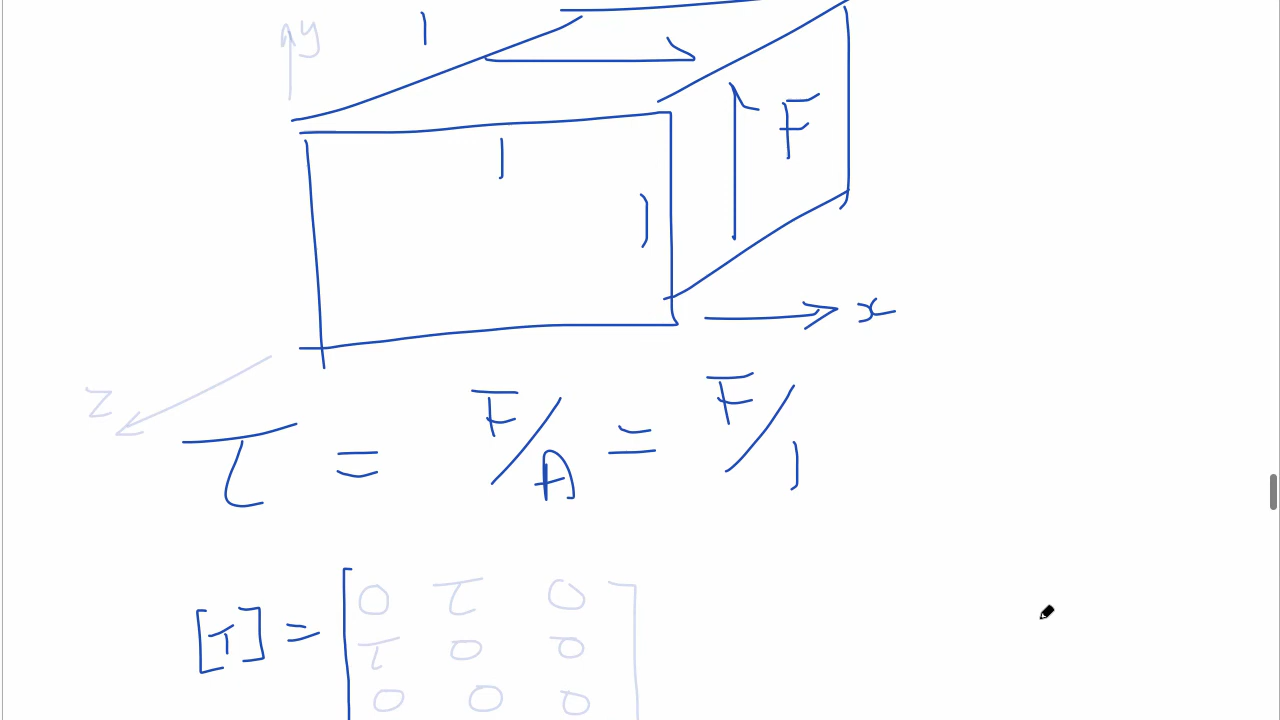 y
1
F
1
1
x
z
τ = F/A = F/1
[T] = [0 τ 0
τ 0 0
0 0 0]